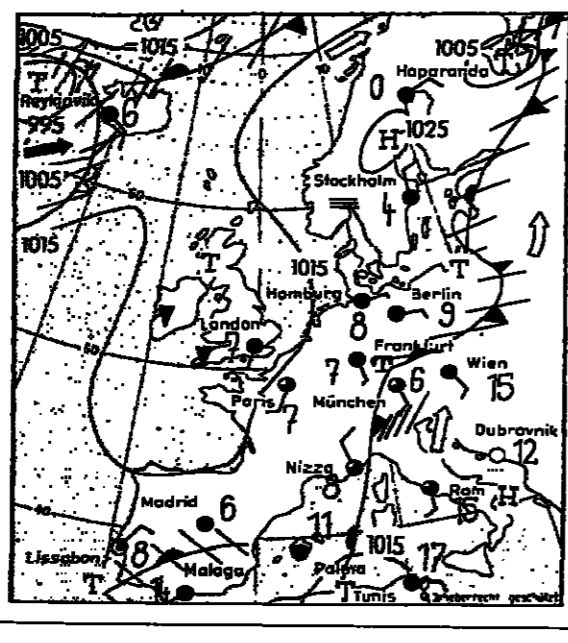 1005
1015
1005
T
Haparanda
Reykjavik
6
0
995
H 1025
1005
Stockholm
4
1015
T
1015
T
Hamburg
Berlin
8
9
London
7
Frankfurt
7
T
Wien
Paris
6
15
7
München
Dubrovnik
12
Nizza
Rom
H
Madrid
6
11
1015
17
Lissabon
8
Malaga
Palma
T
T
Tunis